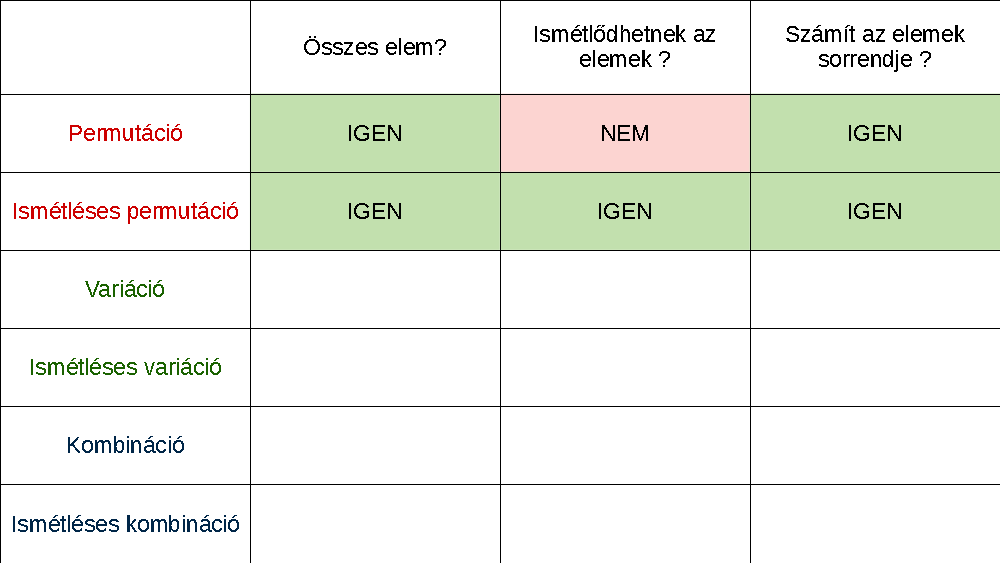 Összes elem?
Ismétlődhetnek az
elemek ?
Számít az elemek
sorrendje ?
Permutáció
IGEN
NEM
IGEN
Ismétléses permutáció
IGEN
IGEN
IGEN
Variáció
Ismétléses variáció
Kombináció
Ismétléses kombináció